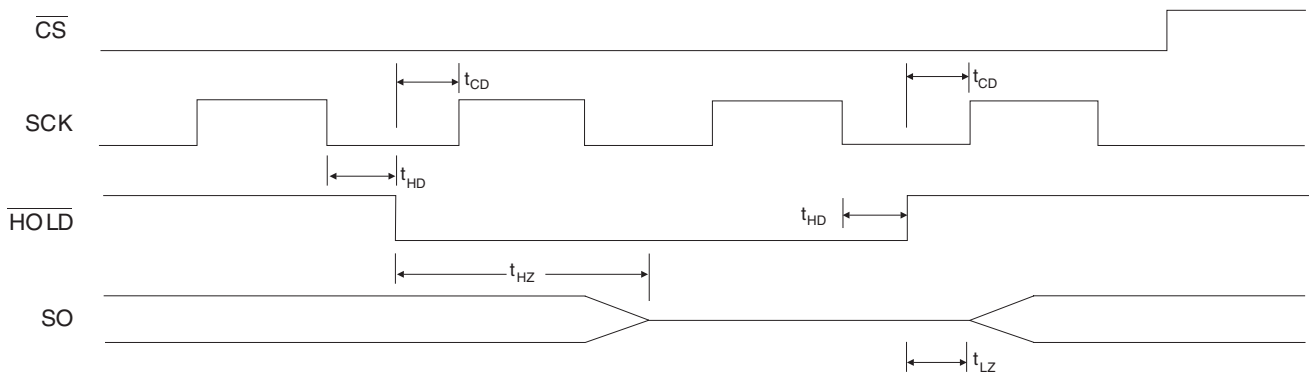 CS
t_CD
t_CD
SCK
t_HD
HOLD
t_HD
t_HZ
SO
t_LZ